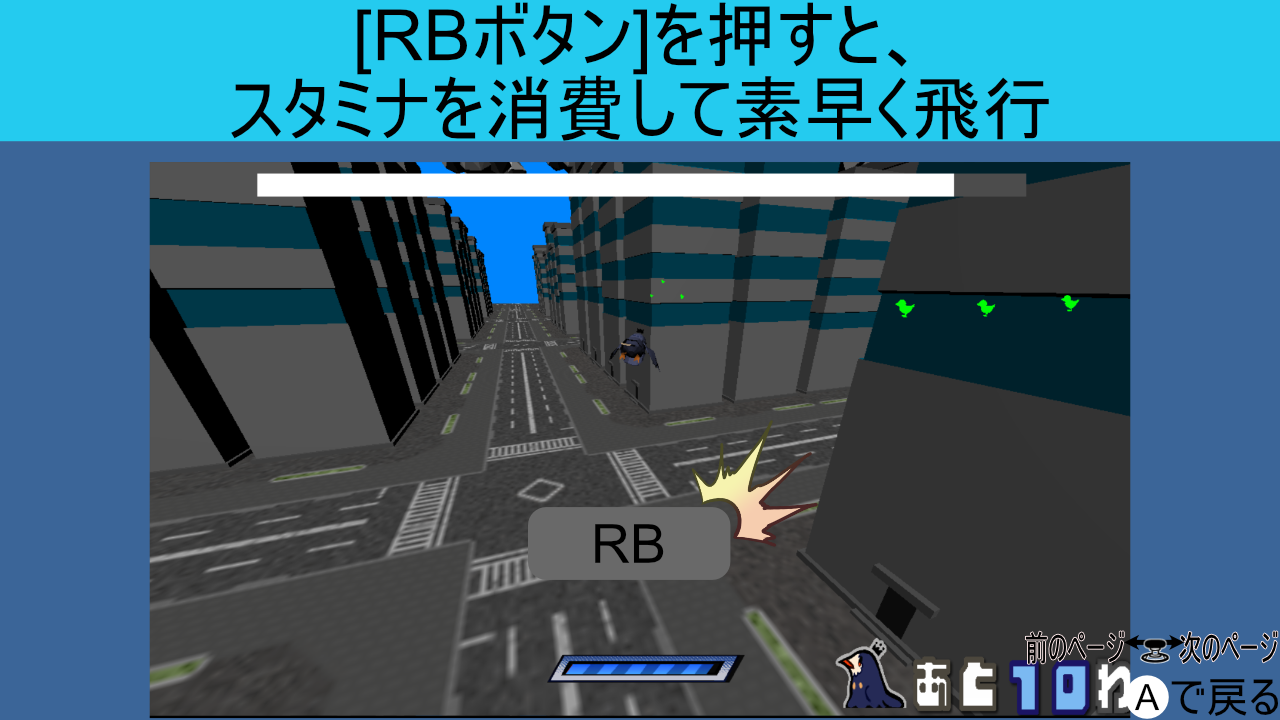 [RBボタン]を押すと、
スタミナを消費して素早く飛行
RB
前のページ 次のページ
あと10わ
Aで戻る